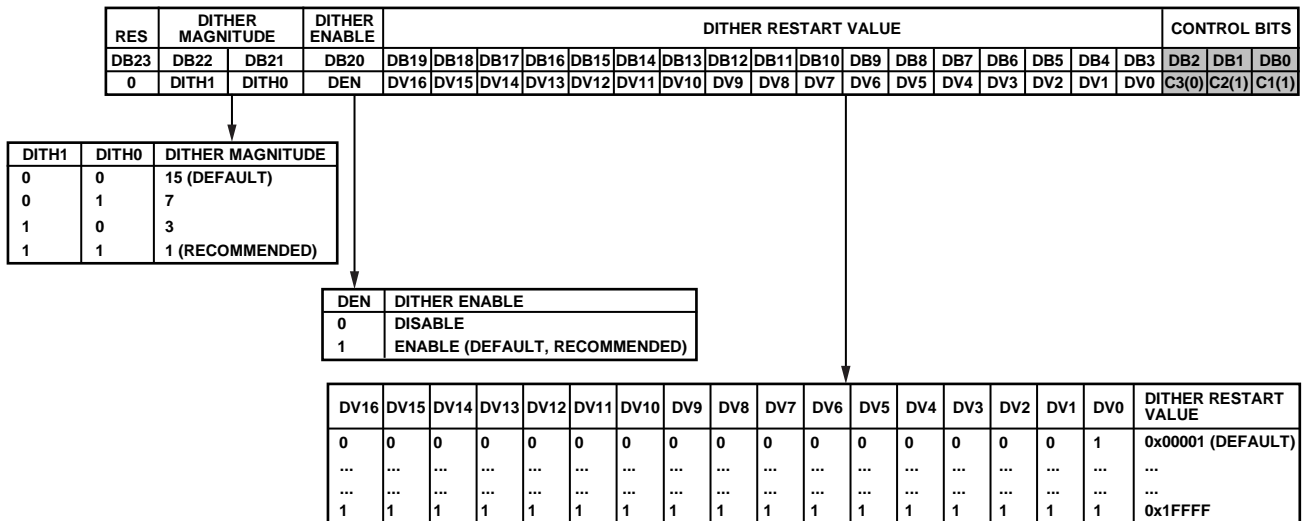 RES DITHER MAGNITUDE DITHER ENABLE DITHER RESTART VALUE CONTROL BITS
DB23 DB22 DB21 DB20 DB19 DB18 DB17 DB16 DB15 DB14 DB13 DB12 DB11 DB10 DB9 DB8 DB7 DB6 DB5 DB4 DB3 DB2 DB1 DB0
0 DITH1 DITH0 DEN DV16 DV15 DV14 DV13 DV12 DV11 DV10 DV9 DV8 DV7 DV6 DV5 DV4 DV3 DV2 DV1 DV0 C3(0) C2(1) C1(1)
DITH1 DITH0 DITHER MAGNITUDE
0 0 15 (DEFAULT)
0 1 7
1 0 3
1 1 1 (RECOMMENDED)
DEN DITHER ENABLE
0 DISABLE
1 ENABLE (DEFAULT, RECOMMENDED)
DV16 DV15 DV14 DV13 DV12 DV11 DV10 DV9 DV8 DV7 DV6 DV5 DV4 DV3 DV2 DV1 DV0 DITHER RESTART VALUE
0 0 0 0 0 0 0 0 0 0 0 0 0 0 0 0 1 0x00001 (DEFAULT)
... ... ... ... ... ... ... ... ... ... ... ... ... ... ... ... ... ...
... ... ... ... ... ... ... ... ... ... ... ... ... ... ... ... ... ...
1 1 1 1 1 1 1 1 1 1 1 1 1 1 1 1 1 0x1FFFF